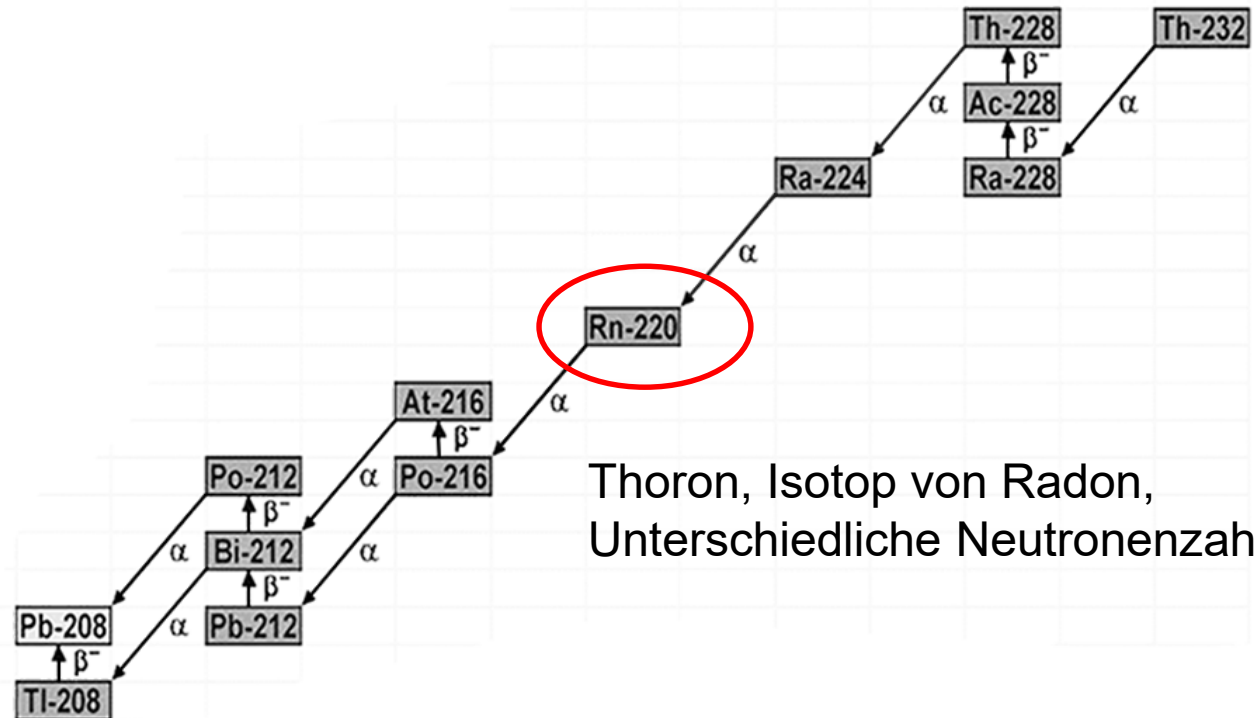 Th-228
Th-232
β⁻
α
Ac-228
α
β⁻
Ra-224
Ra-228
α
Rn-220
At-216
α
β⁻
Po-212
α
Po-216
Thoron, Isotop von Radon,
β⁻
Unterschiedliche Neutronenzah
α
Bi-212
α
β⁻
Pb-208
α
Pb-212
β⁻
Tl-208